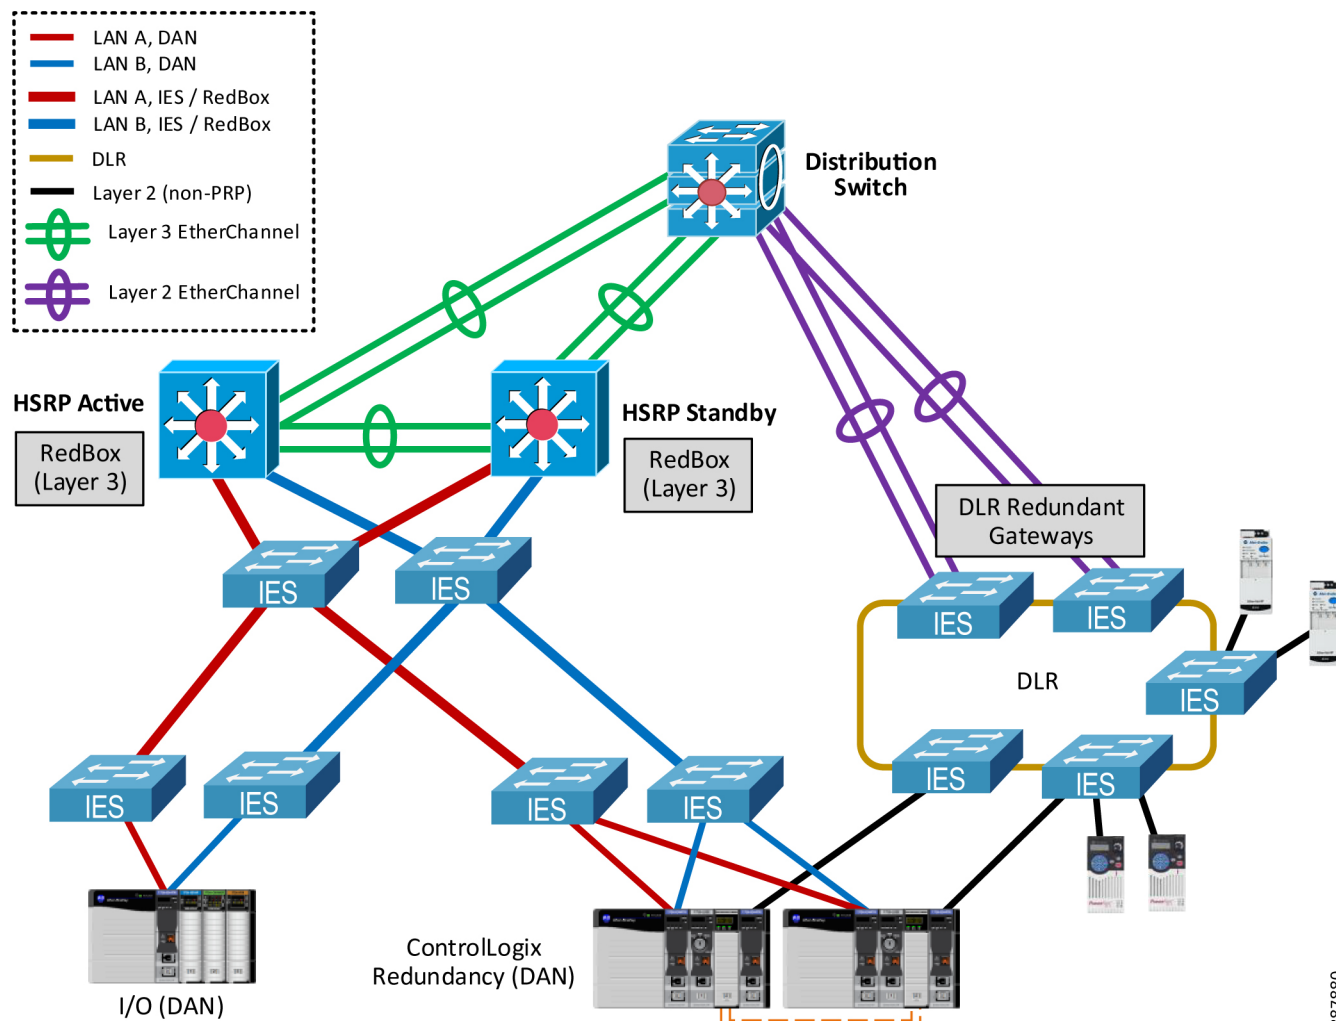 LAN A, DAN
LAN B, DAN
LAN A, IES / RedBox
LAN B, IES / RedBox
DLR
Layer 2 (non-PRP)
Layer 3 EtherChannel
Layer 2 EtherChannel
Distribution
Switch
HSRP Active
RedBox
(Layer 3)
HSRP Standby
RedBox
(Layer 3)
DLR Redundant
Gateways
IES
IES
IES
IES
IES
DLR
IES
IES
IES
IES
IES
IES
ControlLogix
Redundancy (DAN)
I/O (DAN)